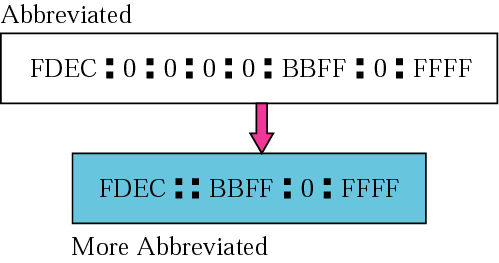 Abbreviated
FDEC:0:0:0:0:BBFF:0:FFFF
FDEC::BBFF:0:FFFF
More Abbreviated